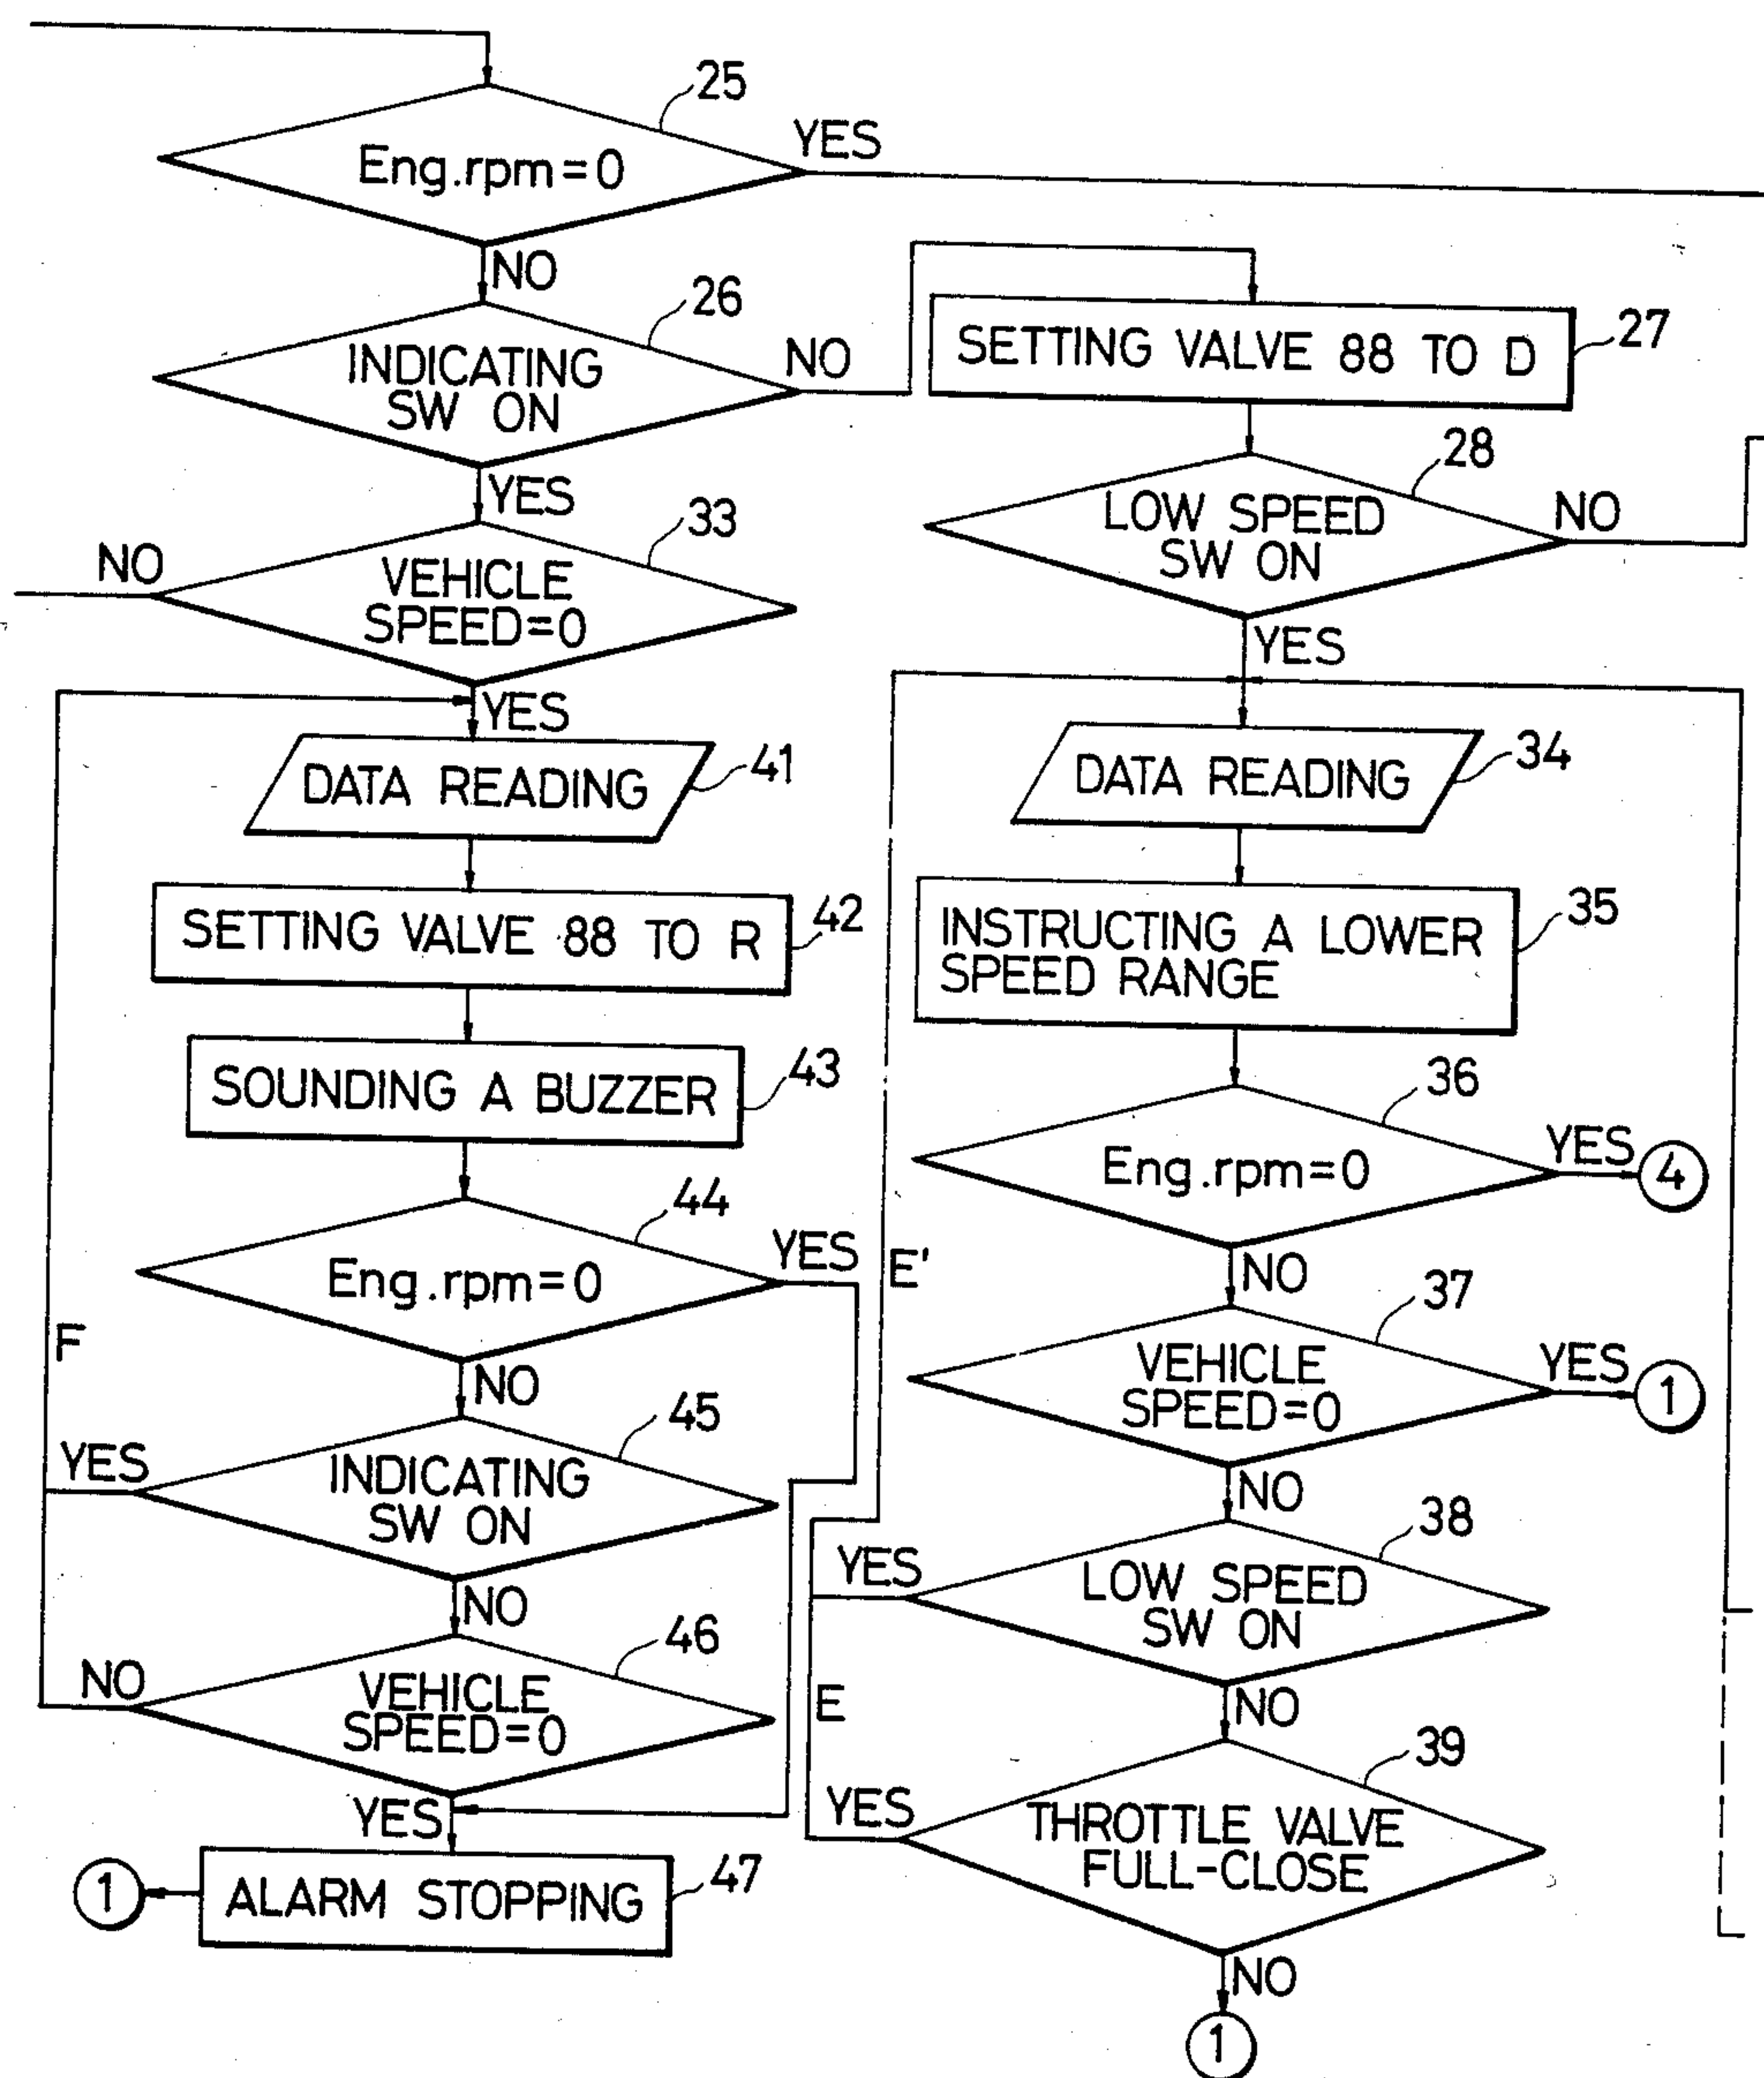 25
Eng.rpm=0
YES
NO
26
INDICATING
SW ON
NO
YES
SETTING VALVE 88 TO D
27
28
LOW SPEED
SW ON
NO
YES
33
VEHICLE
SPEED=0
NO
YES
DATA READING
41
SETTING VALVE 88 TO R
42
SOUNDING A BUZZER
43
44
Eng.rpm=0
YES
NO
F
45
INDICATING
SW ON
YES
NO
46
VEHICLE
SPEED=0
NO
YES
ALARM STOPPING
47
1
DATA READING
34
INSTRUCTING A LOWER
SPEED RANGE
35
36
Eng.rpm=0
YES
4
NO
E'
37
VEHICLE
SPEED=0
YES
1
NO
38
LOW SPEED
SW ON
YES
NO
E
39
THROTTLE VALVE
FULL-CLOSE
YES
NO
1